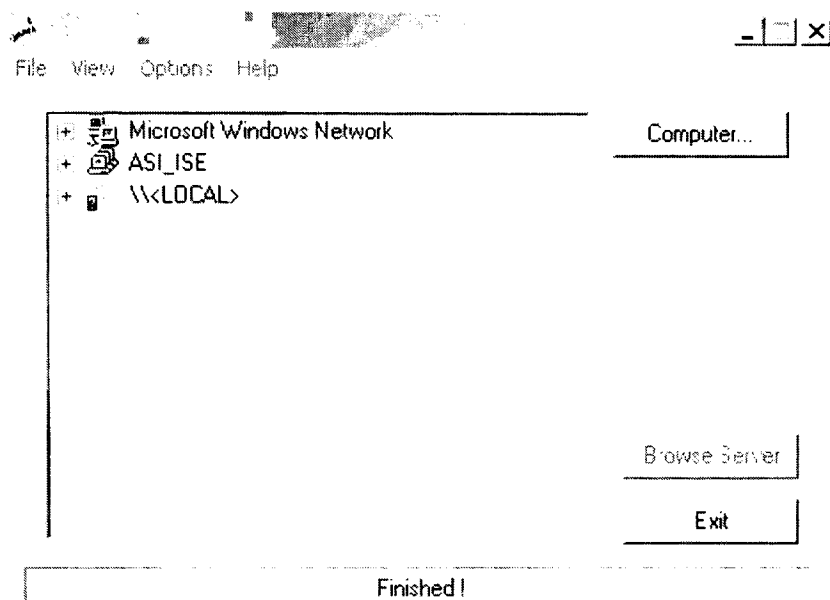 File View Options Help
Microsoft Windows Network
Computer...
ASI_ISE
\\<LOCAL>
Browse Server
Exit
Finished !